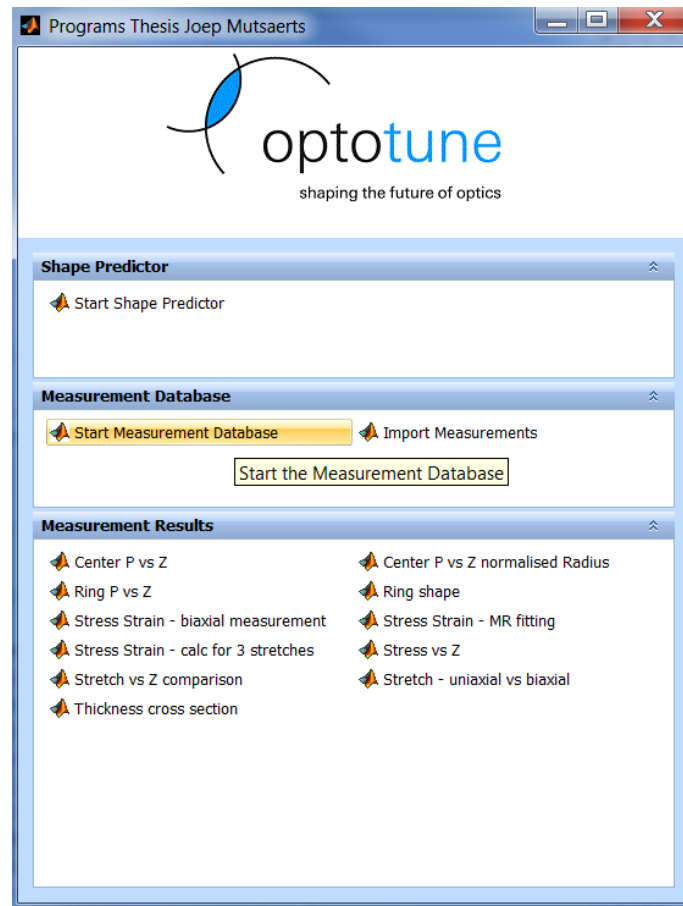 Programs Thesis Joep Mutsaerts
optotune
shaping the future of optics
Shape Predictor
Start Shape Predictor
Measurement Database
Start Measurement Database
Import Measurements
Start the Measurement Database
Measurement Results
Center P vs Z
Center P vs Z normalised Radius
Ring P vs Z
Ring shape
Stress Strain - biaxial measurement
Stress Strain - MR fitting
Stress Strain - calc for 3 stretches
Stress vs Z
Stretch vs Z comparison
Stretch - uniaxial vs biaxial
Thickness cross section